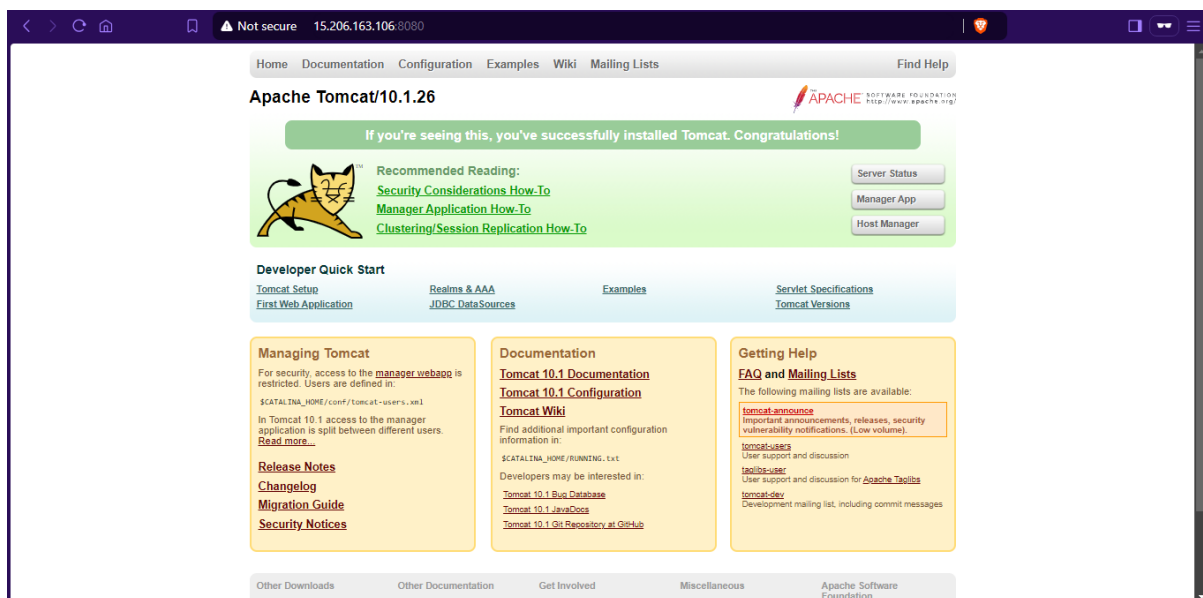 Not secure 15.206.163.106:8080
Home Documentation Configuration Examples Wiki Mailing Lists Find Help
Apache Tomcat/10.1.26
THE
APACHE SOFTWARE FOUNDATION
http://www.apache.org/
If you're seeing this, you've successfully installed Tomcat. Congratulations!
TM
Recommended Reading:
Security Considerations How-To
Manager Application How-To
Clustering/Session Replication How-To
Server Status
Manager App
Host Manager
Developer Quick Start
Tomcat Setup
First Web Application
Realms & AAA
JDBC DataSources
Examples
Servlet Specifications
Tomcat Versions
Managing Tomcat
For security, access to the manager webapp is
restricted. Users are defined in:
$CATALINA_HOME/conf/tomcat-users.xml
In Tomcat 10.1 access to the manager
application is split between different users.
Read more...
Release Notes
Changelog
Migration Guide
Security Notices
Documentation
Tomcat 10.1 Documentation
Tomcat 10.1 Configuration
Tomcat Wiki
Find additional important configuration
information in:
$CATALINA_HOME/RUNNING.txt
Developers may be interested in:
Tomcat 10.1 Bug Database
Tomcat 10.1 JavaDocs
Tomcat 10.1 Git Repository at GitHub
Getting Help
FAQ and Mailing Lists
The following mailing lists are available:
tomcat-announce
Important announcements, releases, security
vulnerability notifications. (Low volume).
tomcat-users
User support and discussion
taglibs-user
User support and discussion for Apache Taglibs
tomcat-dev
Development mailing list, including commit messages
Other Downloads
Other Documentation
Get Involved
Miscellaneous
Apache Software
Foundation